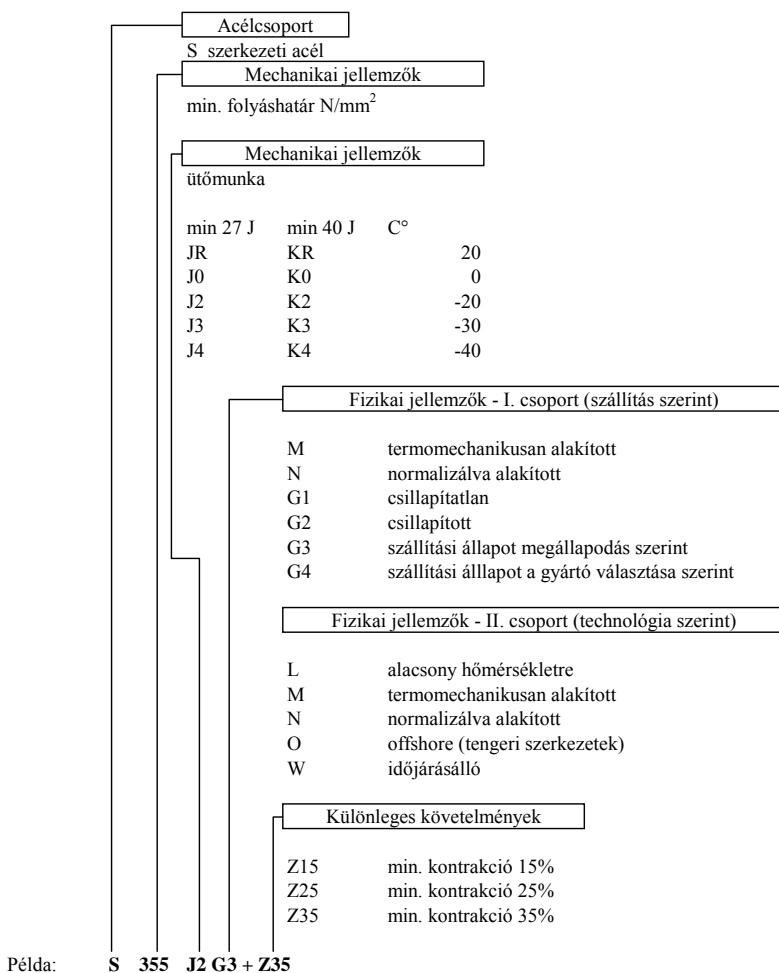 Acélcsoport
S szerkezeti acél
Mechanikai jellemzők
min. folyáshatár N/mm²
Mechanikai jellemzők
ütőmunka
min 27 J min 40 J C°
JR KR 20
J0 K0 0
J2 K2 -20
J3 K3 -30
J4 K4 -40
Fizikai jellemzők - I. csoport (szállítás szerint)
M termomechanikusan alakított
N normalizálva alakított
G1 csillapítatlan
G2 csillapított
G3 szállítási állapot megállapodás szerint
G4 szállítási álllapot a gyártó választása szerint
Fizikai jellemzők - II. csoport (technológia szerint)
L alacsony hőmérsékletre
M termomechanikusan alakított
N normalizálva alakított
O offshore (tengeri szerkezetek)
W időjárásálló
Különleges követelmények
Z15 min. kontrakció 15%
Z25 min. kontrakció 25%
Z35 min. kontrakció 35%
Példa: S 355 J2 G3 + Z35